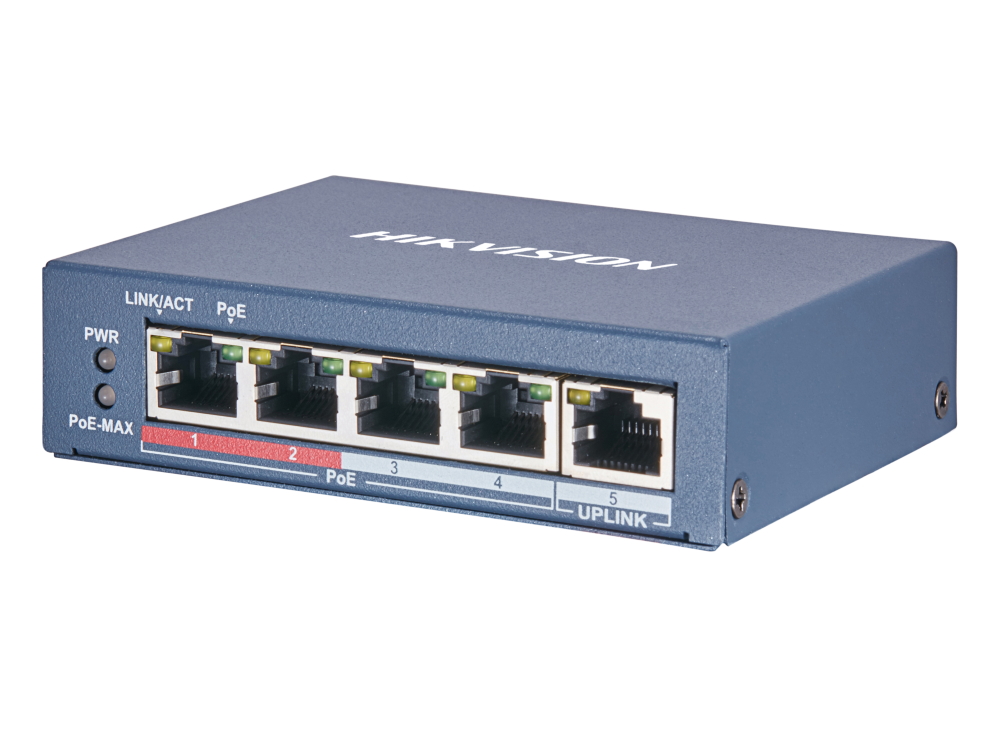 HIKVISION
LINK/ACT PoE
PWR
PoE-MAX
1 2 3 4 5
PoE
UPLINK